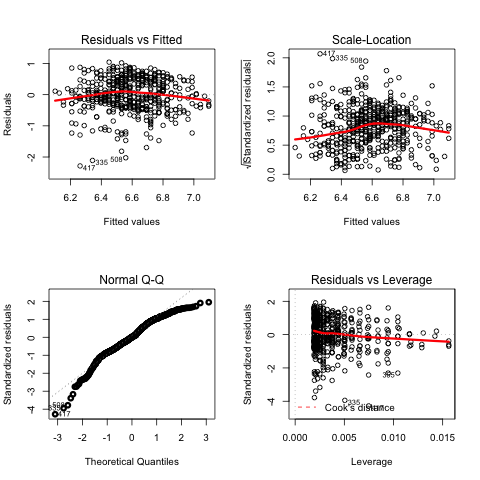 Residuals vs Fitted
Residuals
1
0
-1
-2
335
508
417
6.2 6.4 6.6 6.8 7.0
Fitted values
Scale-Location
√|Standardized residuals|
2.0
1.5
1.0
0.5
0.0
417
335 508
6.2 6.4 6.6 6.8 7.0
Fitted values
Normal Q-Q
Standardized residuals
2
1
0
-1
-2
-3
-4
417
-3 -2 -1 0 1 2 3
Theoretical Quantiles
Residuals vs Leverage
Standardized residuals
2
0
-2
-4
335
Cook's distance
0.000 0.005 0.010 0.015
Leverage